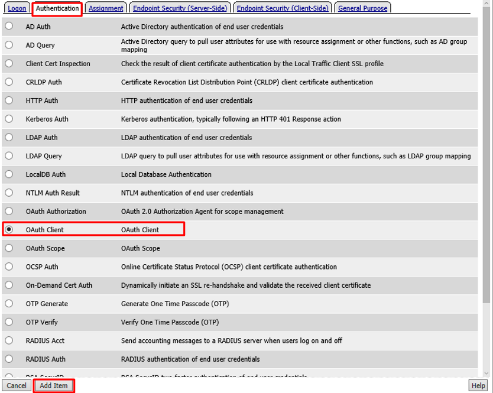 Logon Authentication Assignment Endpoint Security (Server-Side) Endpoint Security (Client-Side) General Purpose
AD Auth Active Directory authentication of end user credentials
AD Query Active Directory query to pull user attributes for use with resource assignment or other functions, such as AD group
mapping
Client Cert Inspection Check the result of client certificate authentication by the Local Traffic Client SSL profile
CRLDP Auth Certificate Revocation List Distribution Point (CRLDP) client certificate authentication
HTTP Auth HTTP authentication of end user credentials
Kerberos Auth Kerberos authentication, typically following an HTTP 401 Response action
LDAP Auth LDAP authentication of end user credentials
LDAP Query LDAP query to pull user attributes for use with resource assignment or other functions, such as LDAP group mapping
LocalDB Auth Local Database Authentication
NTLM Auth Result NTLM authentication of end user credentials
OAuth Authorization OAuth 2.0 Authorization Agent for scope management
OAuth Client OAuth Client
OAuth Scope OAuth Scope
OCSP Auth Online Certificate Status Protocol (OCSP) client certificate authentication
On-Demand Cert Auth Dynamically initiate an SSL re-handshake and validate the received client certificate
OTP Generate Generate One Time Passcode (OTP)
OTP Verify Verify One Time Passcode (OTP)
RADIUS Acct Send accounting messages to a RADIUS server when users log on and off
RADIUS Auth RADIUS authentication of end user credentials
RSA SecurID RSA SecurID two-factor authentication of end user credentials
Cancel Add Item Help